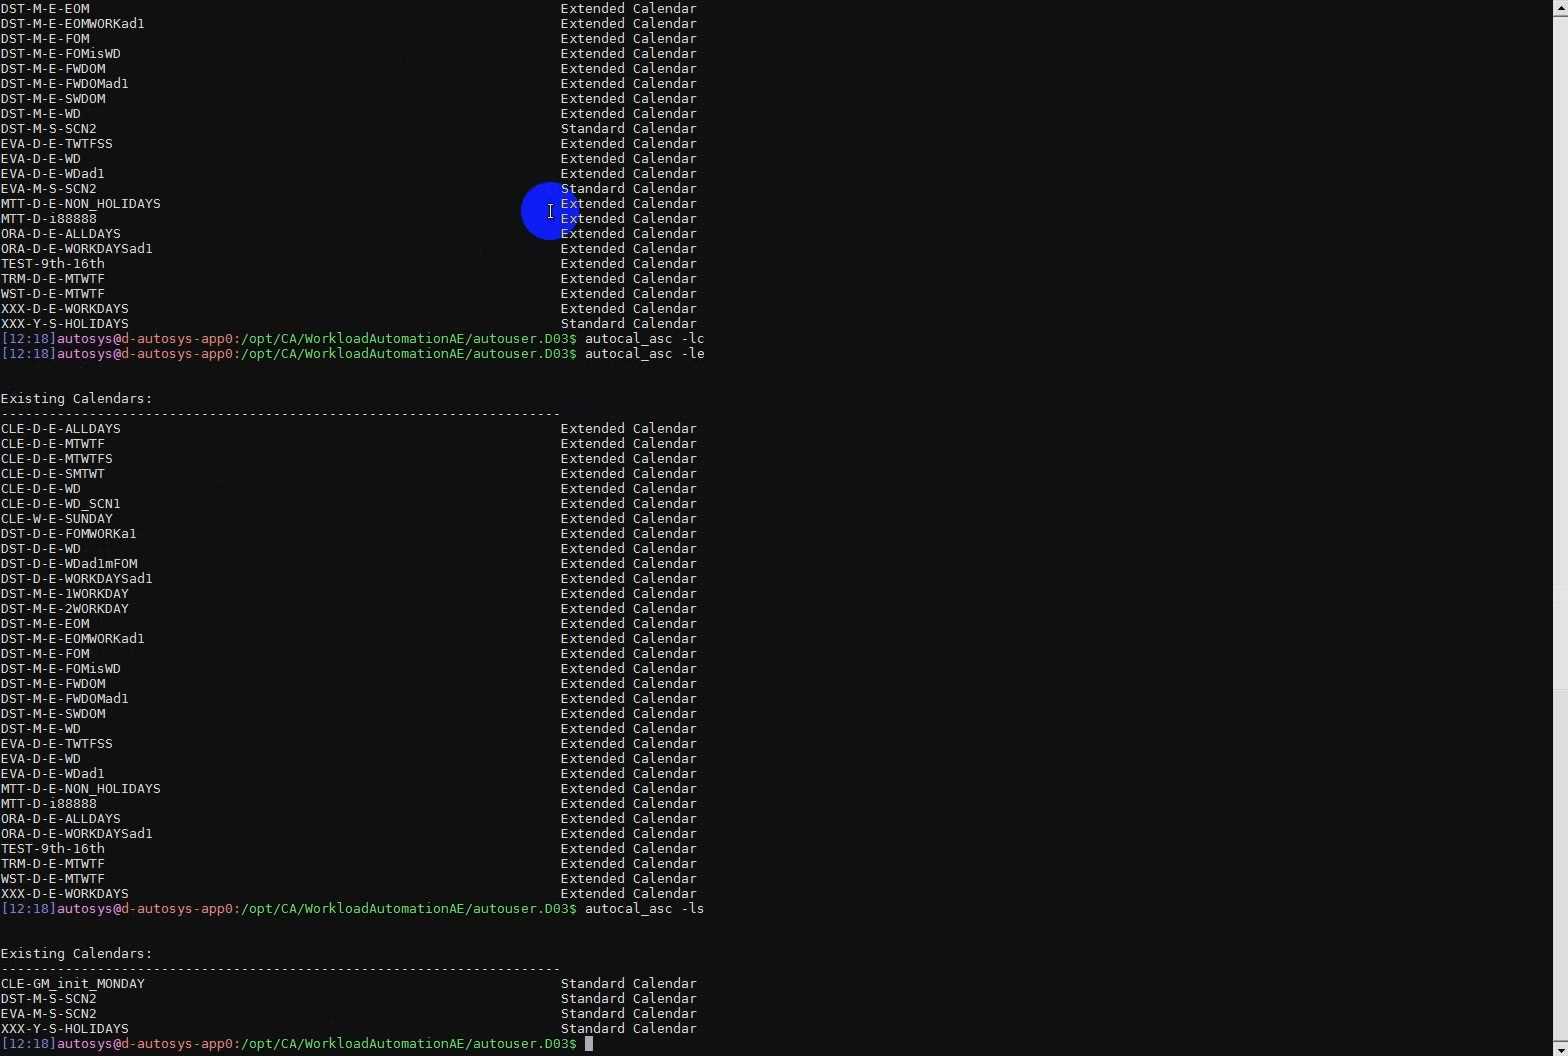 DST-M-E-EOM Extended Calendar
DST-M-E-EOMWORKad1 Extended Calendar
DST-M-E-FOM Extended Calendar
DST-M-E-FOMisWD Extended Calendar
DST-M-E-FWDOM Extended Calendar
DST-M-E-FWDOMad1 Extended Calendar
DST-M-E-SWDOM Extended Calendar
DST-M-E-WD Extended Calendar
DST-M-S-SCN2 Standard Calendar
EVA-D-E-TWTFSS Extended Calendar
EVA-D-E-WD Extended Calendar
EVA-D-E-WDad1 Extended Calendar
EVA-M-S-SCN2 Standard Calendar
MTT-D-E-NON_HOLIDAYS Extended Calendar
MTT-D-i88888 Extended Calendar
ORA-D-E-ALLDAYS Extended Calendar
ORA-D-E-WORKDAYSad1 Extended Calendar
TEST-9th-16th Extended Calendar
TRM-D-E-MTWTF Extended Calendar
WST-D-E-MTWTF Extended Calendar
XXX-D-E-WORKDAYS Extended Calendar
XXX-Y-S-HOLIDAYS Standard Calendar
[12:18]autosys@d-autosys-app0:/opt/CA/WorkloadAutomationAE/autouser.D03$ autocal_asc -lc
[12:18]autosys@d-autosys-app0:/opt/CA/WorkloadAutomationAE/autouser.D03$ autocal_asc -le
Existing Calendars:
----------------------------------------------------------------------
CLE-D-E-ALLDAYS Extended Calendar
CLE-D-E-MTWTF Extended Calendar
CLE-D-E-MTWTFS Extended Calendar
CLE-D-E-SMTWT Extended Calendar
CLE-D-E-WD Extended Calendar
CLE-D-E-WD_SCN1 Extended Calendar
CLE-W-E-SUNDAY Extended Calendar
DST-D-E-FOMWORKa1 Extended Calendar
DST-D-E-WD Extended Calendar
DST-D-E-WDad1mFOM Extended Calendar
DST-D-E-WORKDAYSad1 Extended Calendar
DST-M-E-1WORKDAY Extended Calendar
DST-M-E-2WORKDAY Extended Calendar
DST-M-E-EOM Extended Calendar
DST-M-E-EOMWORKad1 Extended Calendar
DST-M-E-FOM Extended Calendar
DST-M-E-FOMisWD Extended Calendar
DST-M-E-FWDOM Extended Calendar
DST-M-E-FWDOMad1 Extended Calendar
DST-M-E-SWDOM Extended Calendar
DST-M-E-WD Extended Calendar
EVA-D-E-TWTFSS Extended Calendar
EVA-D-E-WD Extended Calendar
EVA-D-E-WDad1 Extended Calendar
MTT-D-E-NON_HOLIDAYS Extended Calendar
MTT-D-i88888 Extended Calendar
ORA-D-E-ALLDAYS Extended Calendar
ORA-D-E-WORKDAYSad1 Extended Calendar
TEST-9th-16th Extended Calendar
TRM-D-E-MTWTF Extended Calendar
WST-D-E-MTWTF Extended Calendar
XXX-D-E-WORKDAYS Extended Calendar
[12:18]autosys@d-autosys-app0:/opt/CA/WorkloadAutomationAE/autouser.D03$ autocal_asc -ls
Existing Calendars:
----------------------------------------------------------------------
CLE-GM_init_MONDAY Standard Calendar
DST-M-S-SCN2 Standard Calendar
EVA-M-S-SCN2 Standard Calendar
XXX-Y-S-HOLIDAYS Standard Calendar
[12:18]autosys@d-autosys-app0:/opt/CA/WorkloadAutomationAE/autouser.D03$